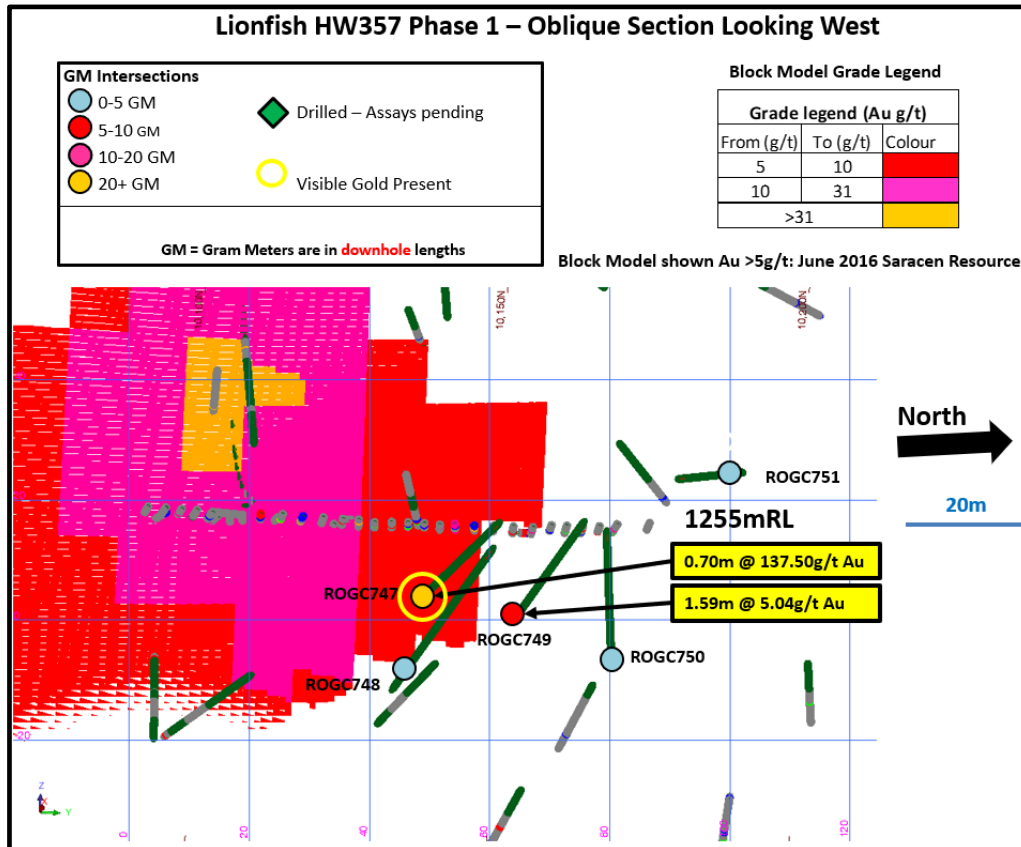 Lionfish HW357 Phase 1 – Oblique Section Looking West
GM Intersections
0-5 GM
5-10 GM
10-20 GM
20+ GM
Drilled – Assays pending
Visible Gold Present
GM = Gram Meters are in downhole lengths
Block Model Grade Legend
Grade legend (Au g/t)
From (g/t) To (g/t) Colour
5 10
10 31
>31
Block Model shown Au >5g/t: June 2016 Saracen Resource
10,150N
North
ROGC751
20m
1255mRL
0.70m @ 137.50g/t Au
ROGC747
1.59m @ 5.04g/t Au
ROGC749
ROGC750
ROGC748
-20
Z
X
Y
0
20
40
60
80
120